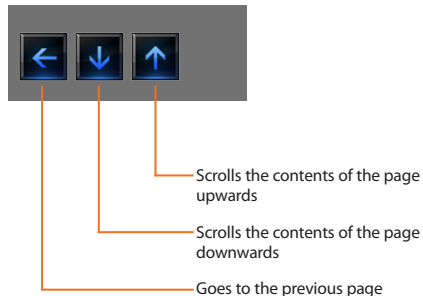 Scrolls the contents of the page
upwards
Scrolls the contents of the page
downwards
Goes to the previous page